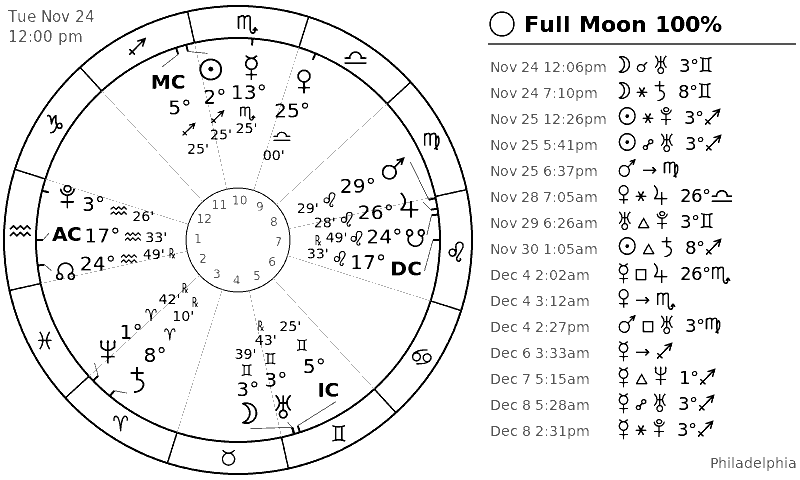 Tue Nov 24
12:00 pm
Full Moon 100%
Nov 24 12:06pm ☽ ☌ ♅ 3°♊
Nov 24 7:10pm ☽ ⚹ ♄ 8°♊
Nov 25 12:26pm ☉ ⚹ ♇ 3°♐
Nov 25 5:41pm ☉ ☍ ♅ 3°♐
Nov 25 6:37pm ♂ → ♍
Nov 28 7:05am ♀ ⚹ ♃ 26°♎
Nov 29 6:26am ♅ △ ♇ 3°♊
Nov 30 1:05am ☉ △ ♄ 8°♐
Dec 4 2:02am ☿ □ ♃ 26°♏
Dec 4 3:12am ♀ → ♏
Dec 4 2:27pm ♂ □ ♅ 3°♍
Dec 6 3:33am ☿ → ♐
Dec 7 5:15am ☿ △ ♆ 1°♐
Dec 8 5:28am ☿ ☍ ♅ 3°♐
Dec 8 2:31pm ☿ ⚹ ♇ 3°♐
Philadelphia
♏
♐
♎
♑
♍
♒
♌
♓
♋
♈
♊
♉
MC 5° ♐ 25'
☉ 2° ♐ 25'
☿ 13° ♏ 25'
♀ 25° ♎ 00'
♂ 29° ♌ 29'
♃ 26° ♌ 28'
☋ 24° ♌ 49' ℞
DC 17° ♌ 33'
♇ 3° ♒ 26'
AC 17° ♒ 33'
☊ 24° ♒ 49' ℞
♆ 1° ♈ 42' ℞
♄ 8° ♈ 10' ℞
☽ 3° ♊ 39'
♅ 3° ♊ 43' ℞
IC 5° ♊ 25'
1
2
3
4
5
6
7
8
9
10
11
12